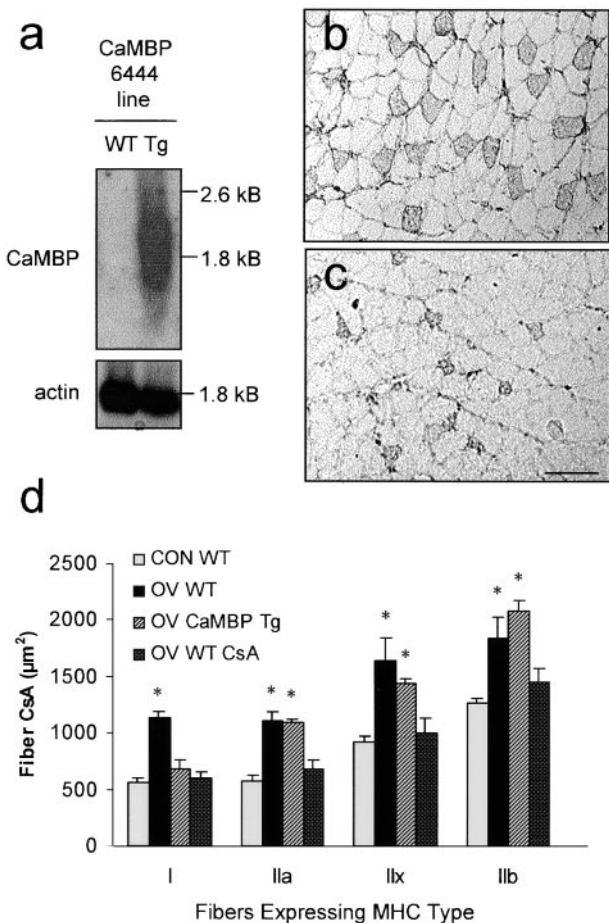 a
CaMBP
6444
line
WT Tg
2.6 kB
CaMBP
1.8 kB
actin
1.8 kB
b
c
d
2500
2000
1500
1000
500
0
Fiber CsA (µm²)
CON WT
OV WT
OV CaMBP Tg
OV WT CsA
*
* *
*
*
*
*
I IIa IIx IIb
Fibers Expressing MHC Type